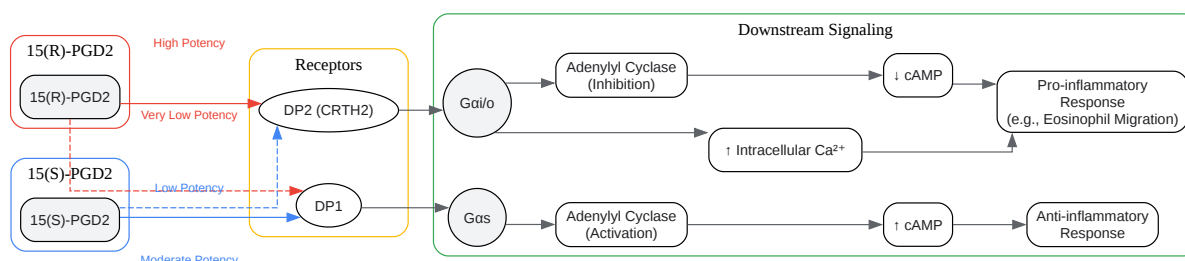 Downstream Signaling
High Potency
15(R)-PGD2
15(R)-PGD2
Very Low Potency
Receptors
DP2 (CRTH2)
Gαi/o
Adenylyl Cyclase
(Inhibition)
↓ cAMP
Pro-inflammatory
Response
(e.g., Eosinophil Migration)
↑ Intracellular Ca²⁺
15(S)-PGD2
15(S)-PGD2
Low Potency
Moderate Potency
DP1
Gαs
Adenylyl Cyclase
(Activation)
↑ cAMP
Anti-inflammatory
Response